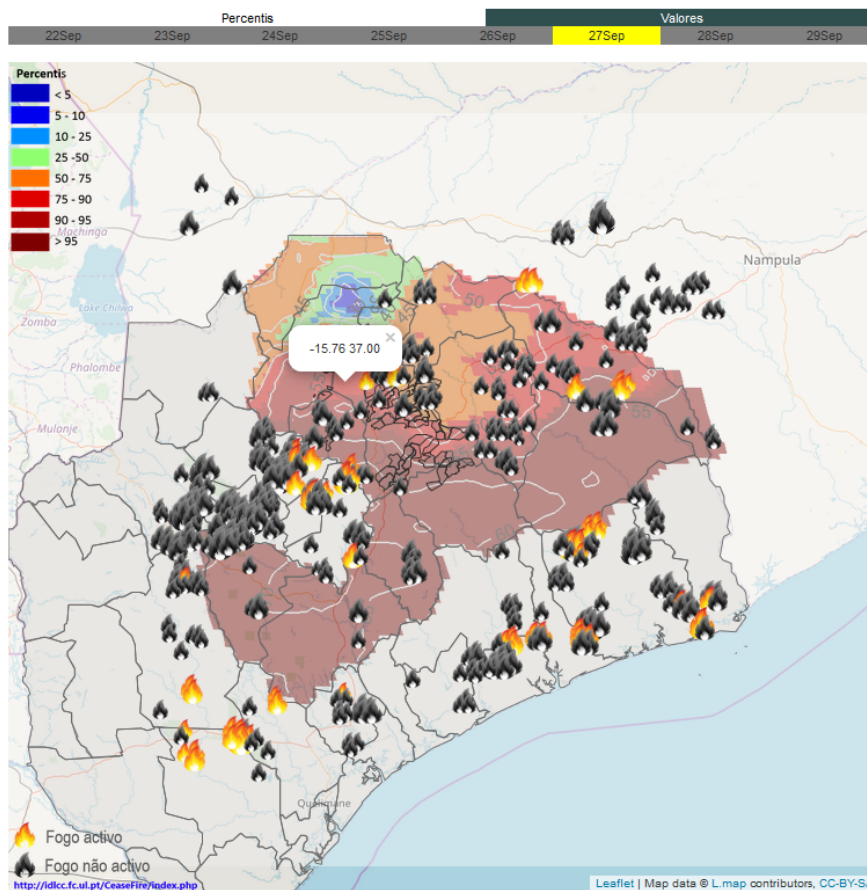 Percentis Valores
22Sep 23Sep 24Sep 25Sep 26Sep 27Sep 28Sep 29Sep
Percentis
< 5
5 - 10
10 - 25
25 -50
50 - 75
75 - 90
90 - 95
> 95
Machinga
Nampula
Lake Chilwa
Zomba
45
45
50
Phalombe
-15.76 37.00
×
Mulanje
55
60
Quelimane
Fogo activo
Fogo não activo
http://idlcc.fc.ul.pt/CeaseFire/index.php
Leaflet | Map data © L.map contributors, CC-BY-S